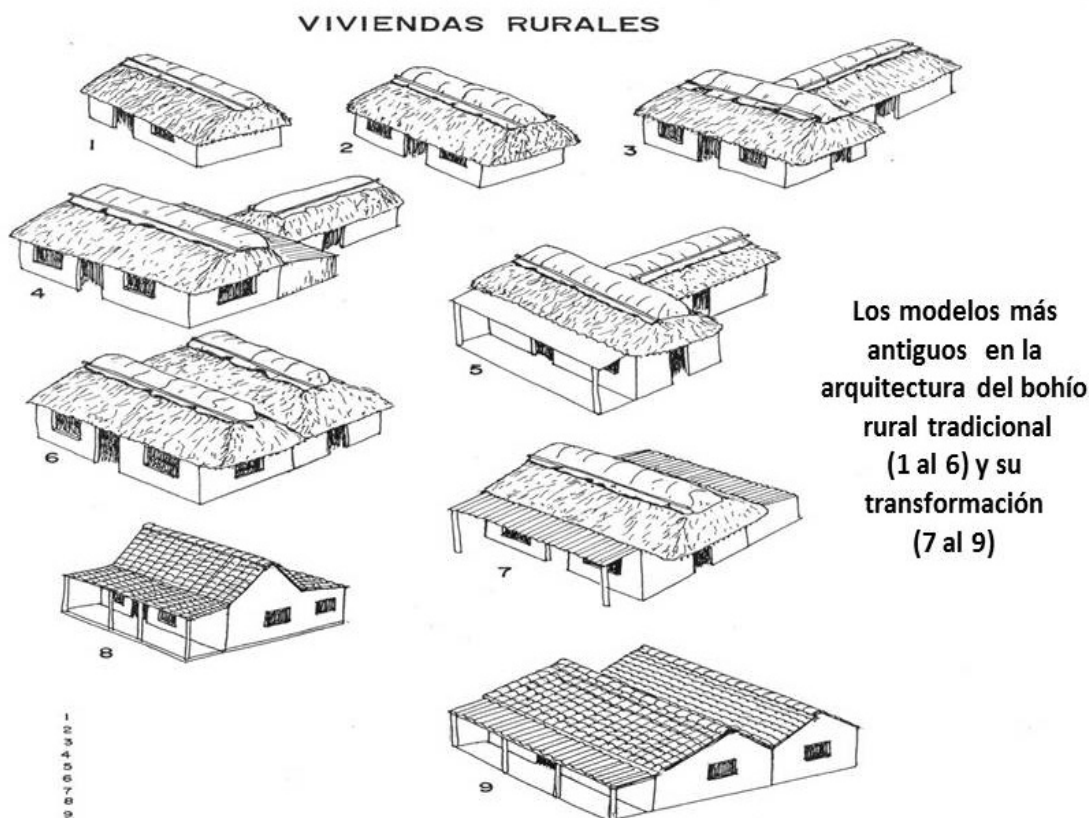 VIVIENDAS RURALES
1
2
3
4
5
6
7
8
9
Los modelos más
antiguos en la
arquitectura del bohío
rural tradicional
(1 al 6) y su
transformación
(7 al 9)
1
2
3
4
5
6
7
8
9